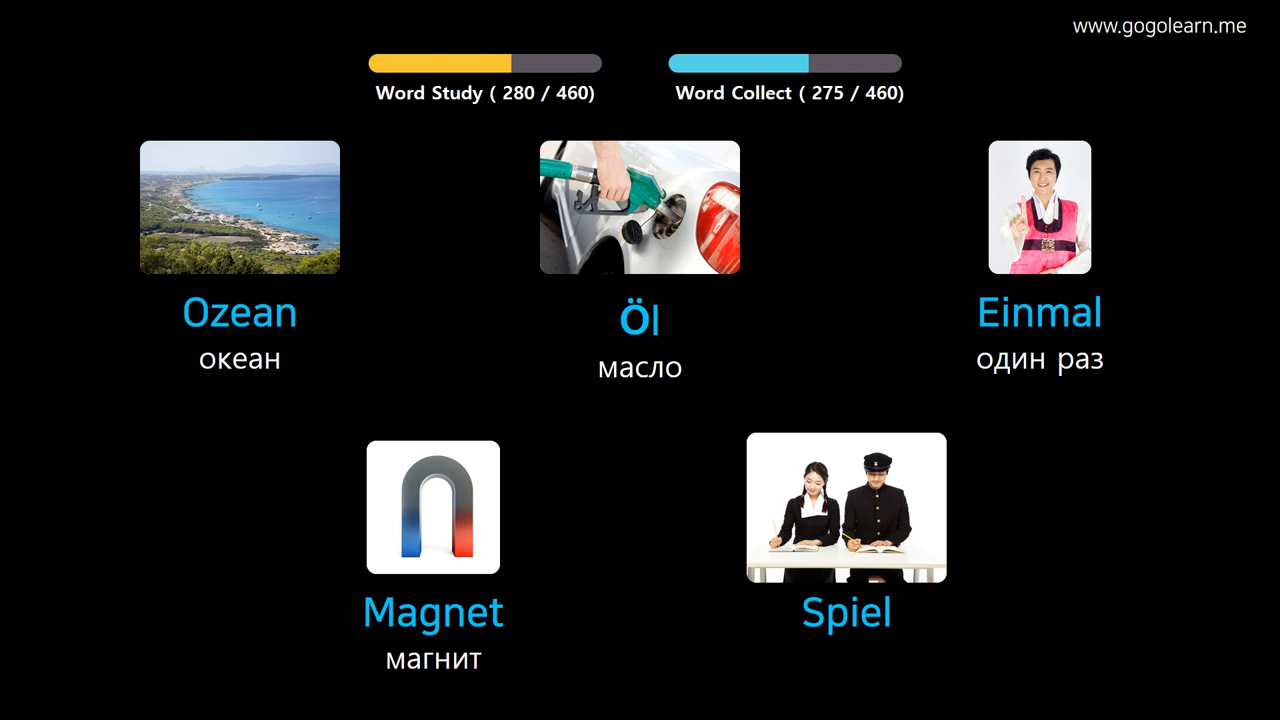 www.gogolearn.me
Word Study ( 280 / 460)
Word Collect ( 275 / 460)
Ozean
океан
Öl
масло
Einmal
один раз
Magnet
магнит
Spiel